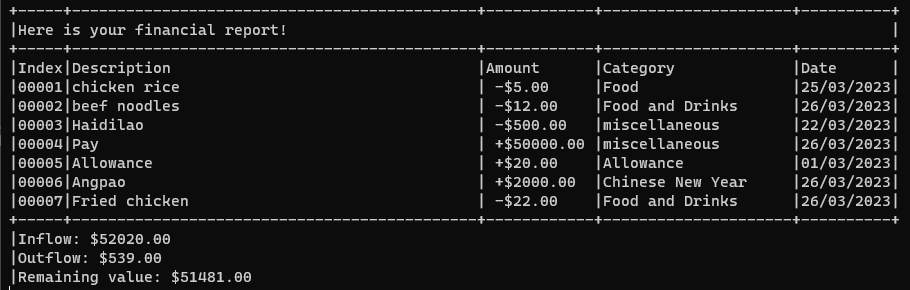 Here is your financial report!
|Index|Description |Amount |Category |Date |
|00001|chicken rice | -$5.00 |Food |25/03/2023|
|00002|beef noodles | -$12.00 |Food and Drinks |26/03/2023|
|00003|Haidilao | -$500.00 |miscellaneous |22/03/2023|
|00004|Pay | +$50000.00 |miscellaneous |26/03/2023|
|00005|Allowance | +$20.00 |Allowance |01/03/2023|
|00006|Angpao | +$2000.00 |Chinese New Year |26/03/2023|
|00007|Fried chicken | -$22.00 |Food and Drinks |26/03/2023|
|Inflow: $52020.00
|Outflow: $539.00
|Remaining value: $51481.00